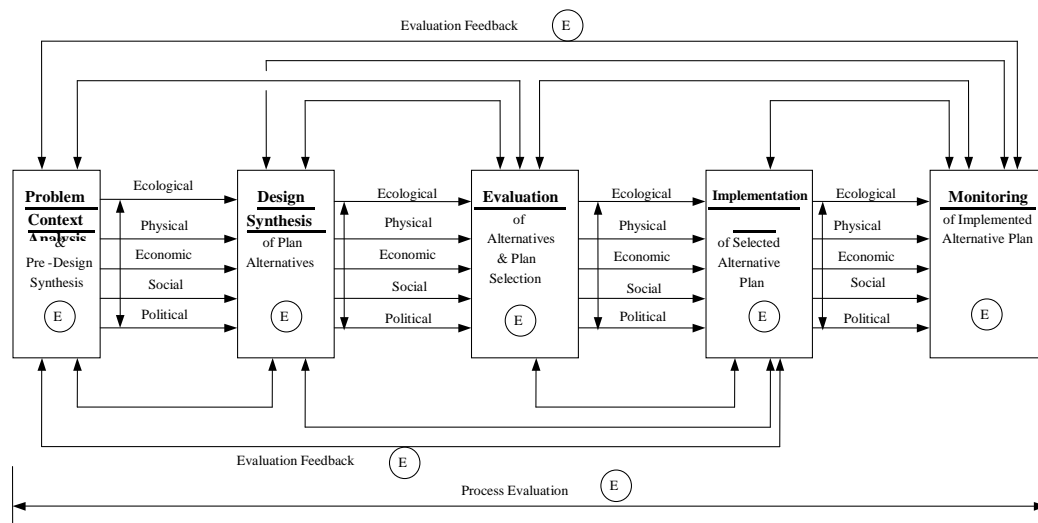 Evaluation Feedback
E
Problem
Context
Analysis
&
Pre -Design
Synthesis
E
Ecological
Physical
Economic
Social
Political
Design
Synthesis
of Plan
Alternatives
E
Ecological
Physical
Economic
Social
Political
Evaluation
of
Alternatives
& Plan
Selection
E
Ecological
Physical
Economic
Social
Political
Implementation
of Selected
Alternative
Plan
E
Ecological
Physical
Economic
Social
Political
Monitoring
of Implemented
Alternative Plan
E
Evaluation Feedback
E
Process Evaluation
E